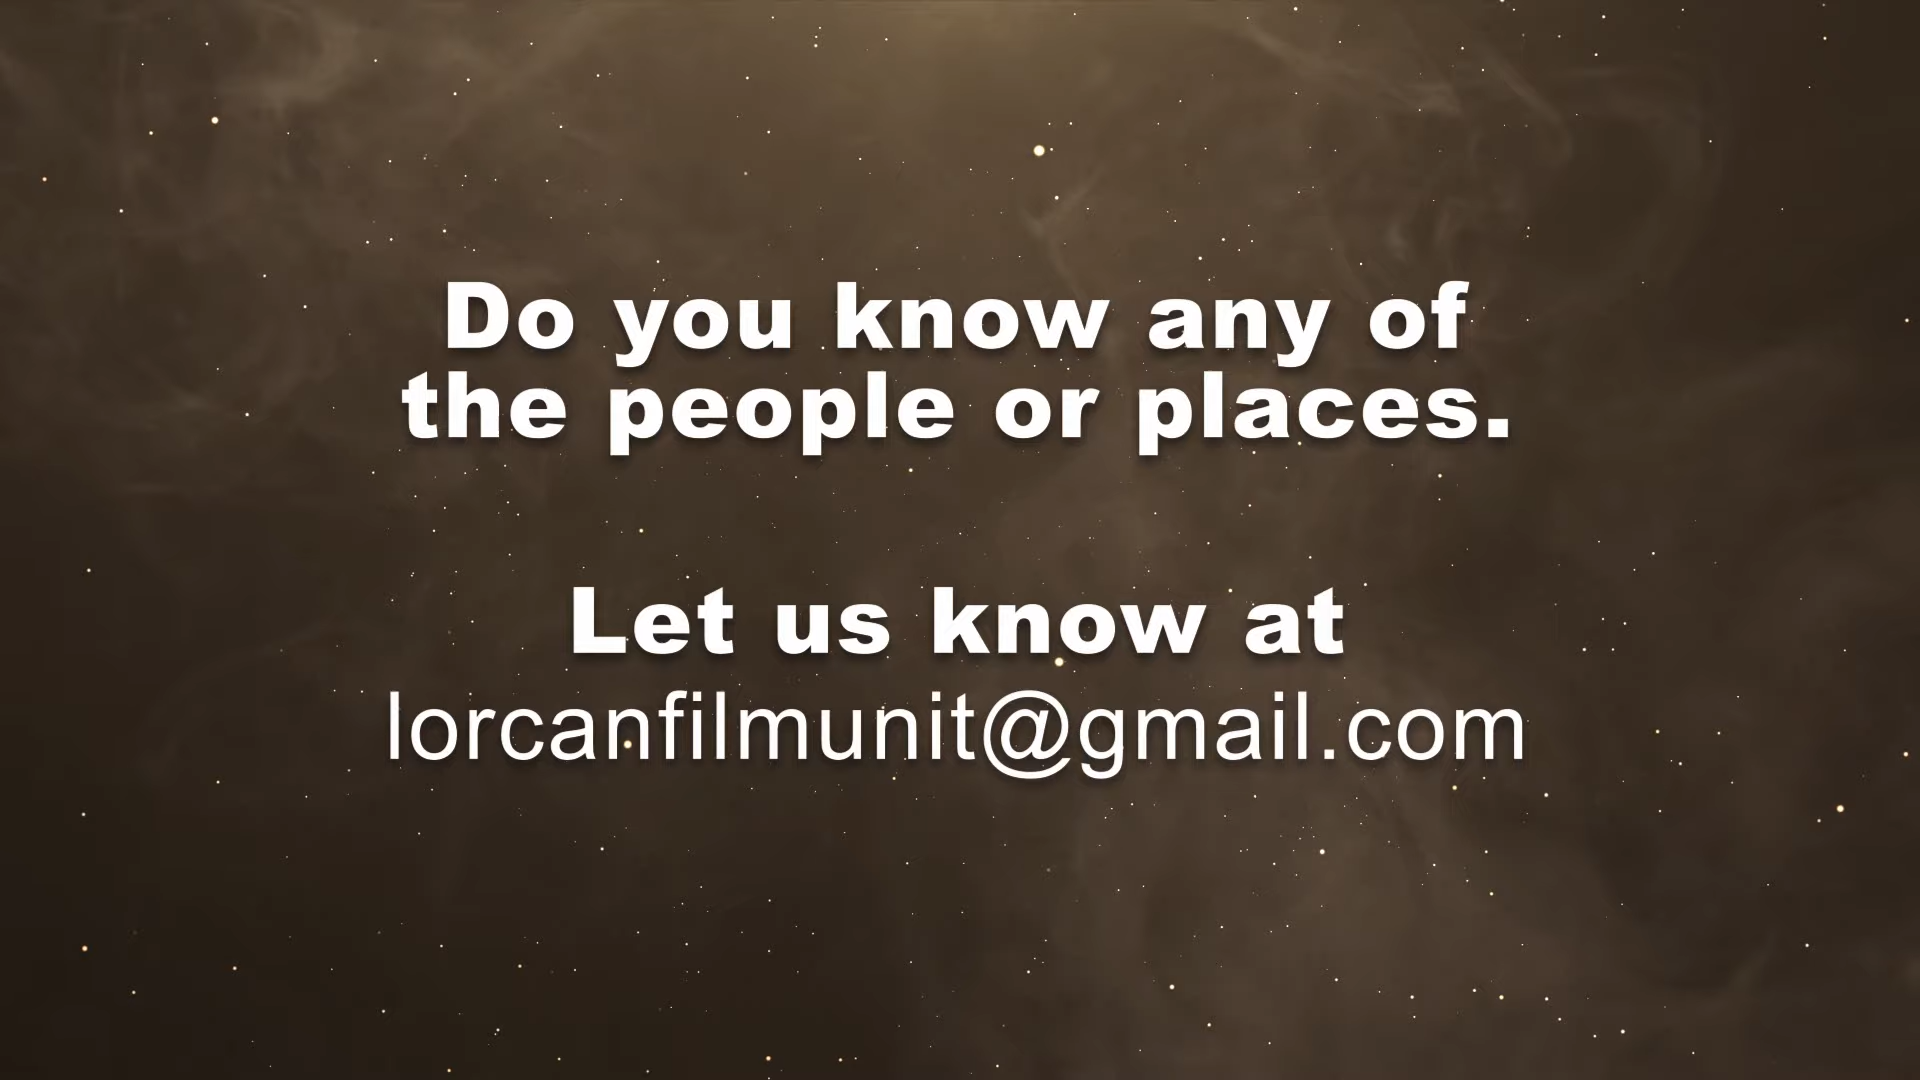 Do you know any of
the people or places.
Let us know at
lorcanfilmunit@gmail.com